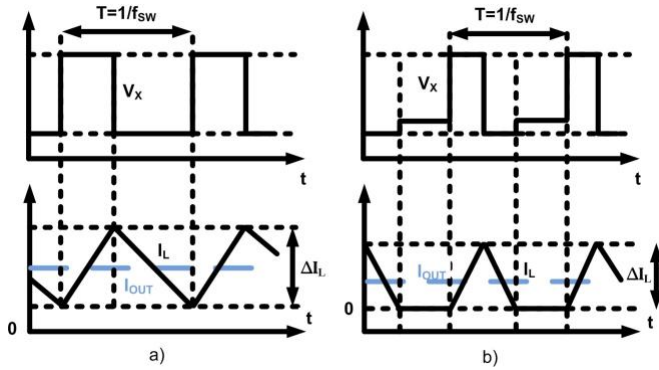 T=1/fSW
VX
t
IL
IOUT
ΔIL
0
t
a)
T=1/fSW
VX
t
IOUT
IL
ΔIL
0
t
b)